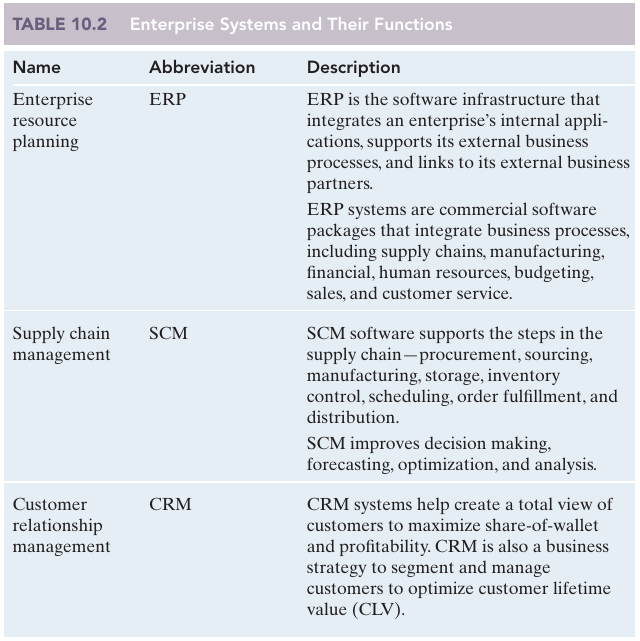 TABLE 10.2 Enterprise Systems and Their Functions
Name Abbreviation Description
Enterprise resource planning
ERP
ERP is the software infrastructure that
integrates an enterprise's internal appli-
cations, supports its external business
processes, and links to its external business
partners.
ERP systems are commercial software
packages that integrate business processes,
including supply chains, manufacturing,
financial, human resources, budgeting,
sales, and customer service.
Supply chain
management
SCM
SCM software supports the steps in the
supply chain—procurement, sourcing,
manufacturing, storage, inventory
control, scheduling, order fulfillment, and
distribution.
SCM improves decision making,
forecasting, optimization, and analysis.
Customer
relationship
management
CRM
CRM systems help create a total view of
customers to maximize share-of-wallet
and profitability. CRM is also a business
strategy to segment and manage
customers to optimize customer lifetime
value (CLV).